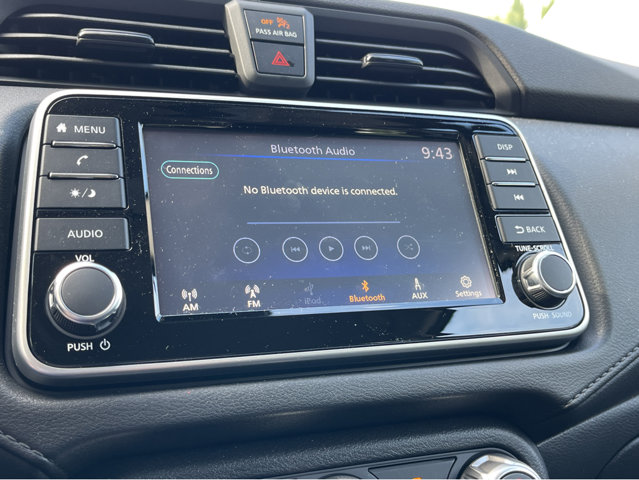 OFF
PASS AIR BAG
MENU
AUDIO
VOL
PUSH
Bluetooth Audio
9:43
Connections
No Bluetooth device is connected.
AM
FM
iPod
Bluetooth
AUX
Settings
DISP
BACK
TUNE·SCROLL
PUSH SOUND